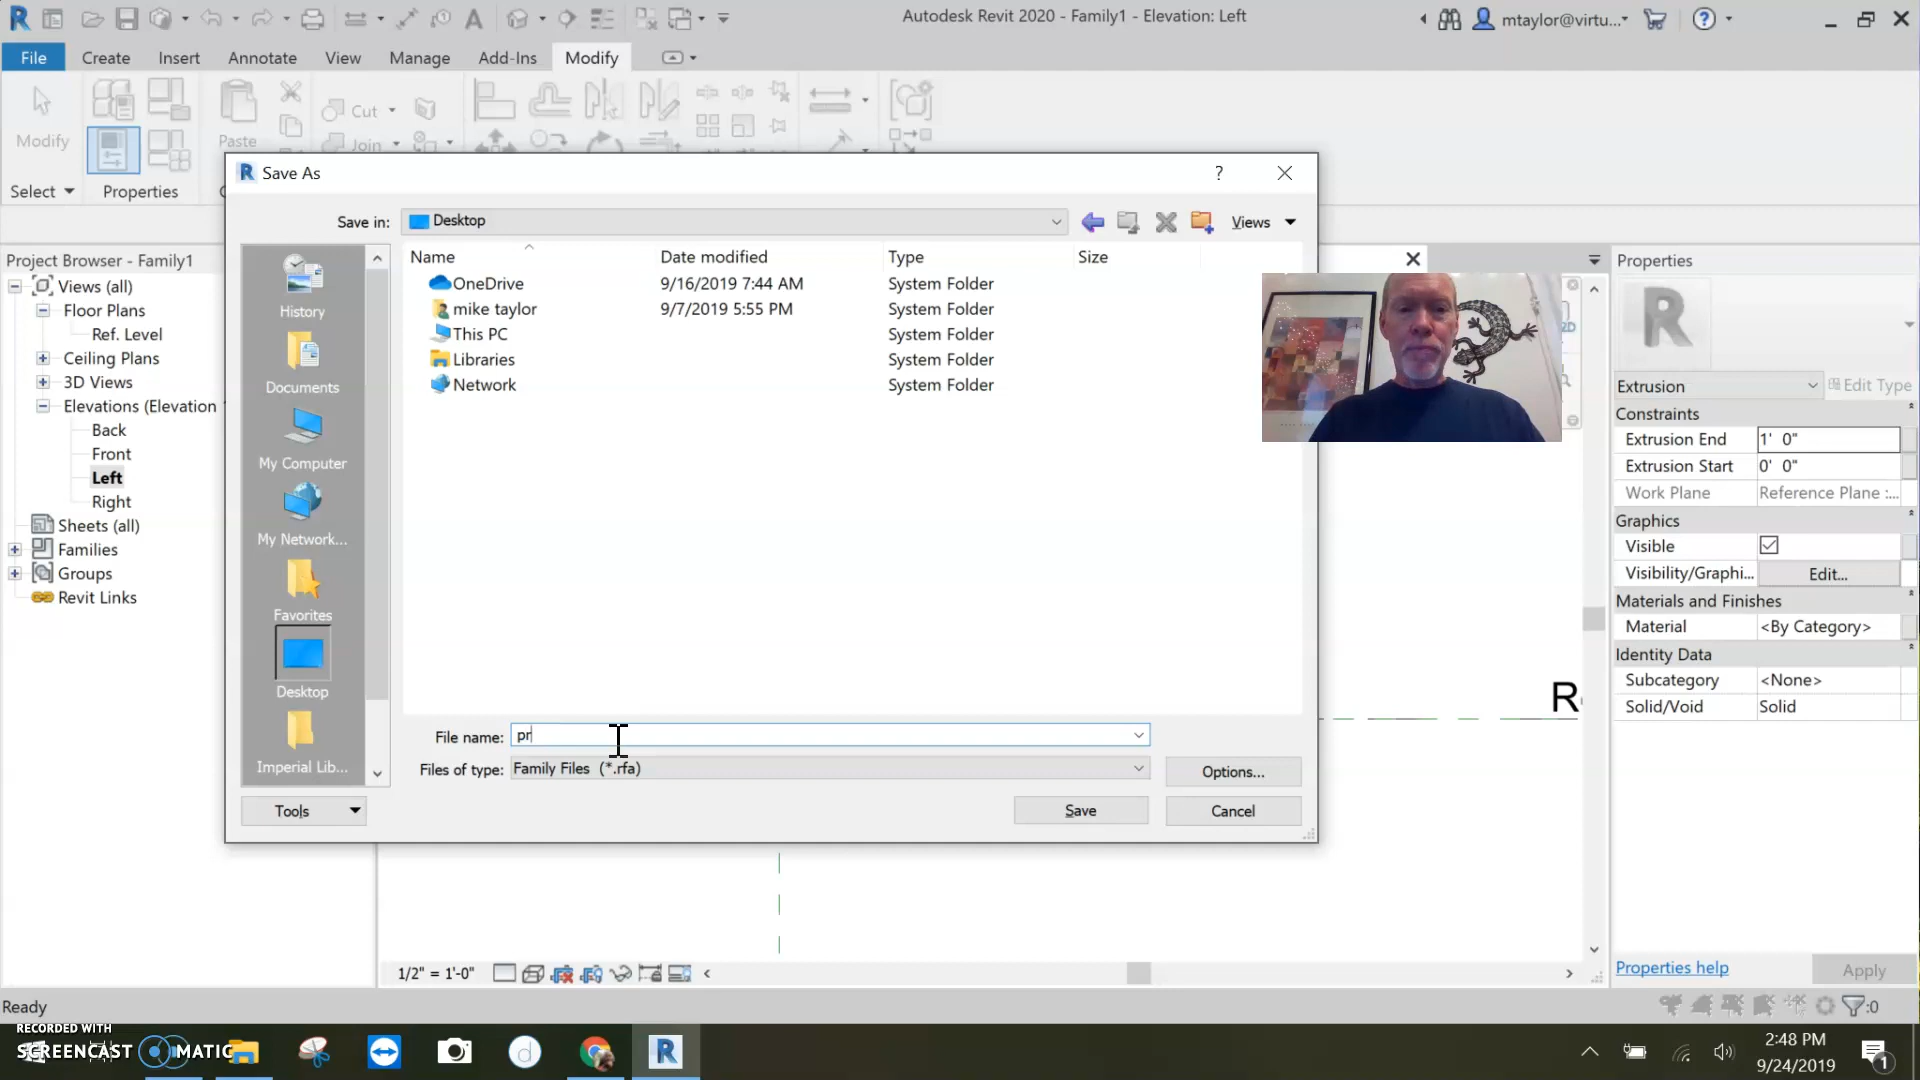 Autodesk Revit 2020 - Family1 - Elevation: Left
mtaylor@virtu...
File Create Insert Annotate View Manage Add-Ins Modify
Modify
Paste
Cut
Join
Select Properties
Save As
Save in: Desktop
Views
Name Date modified Type Size
OneDrive 9/16/2019 7:44 AM System Folder
mike taylor 9/7/2019 5:55 PM System Folder
This PC System Folder
Libraries System Folder
Network System Folder
History
Documents
My Computer
My Network...
Favorites
Desktop
Imperial Lib...
File name: pr
Files of type: Family Files (*.rfa)
Options...
Tools
Save
Cancel
Project Browser - Family1
Views (all)
Floor Plans
Ref. Level
Ceiling Plans
3D Views
Elevations (Elevation
Back
Front
Left
Right
Sheets (all)
Families
Groups
Revit Links
Properties
R
Extrusion Edit Type
Constraints
Extrusion End 1' 0"
Extrusion Start 0' 0"
Work Plane Reference Plane :...
Graphics
Visible
Visibility/Graphi... Edit...
Materials and Finishes
Material <By Category>
Identity Data
Subcategory <None>
Solid/Void Solid
Properties help Apply
1/2" = 1'-0"
Ready
:0
RECORDED WITH
SCREENCAST MATIC
2:48 PM
9/24/2019
1